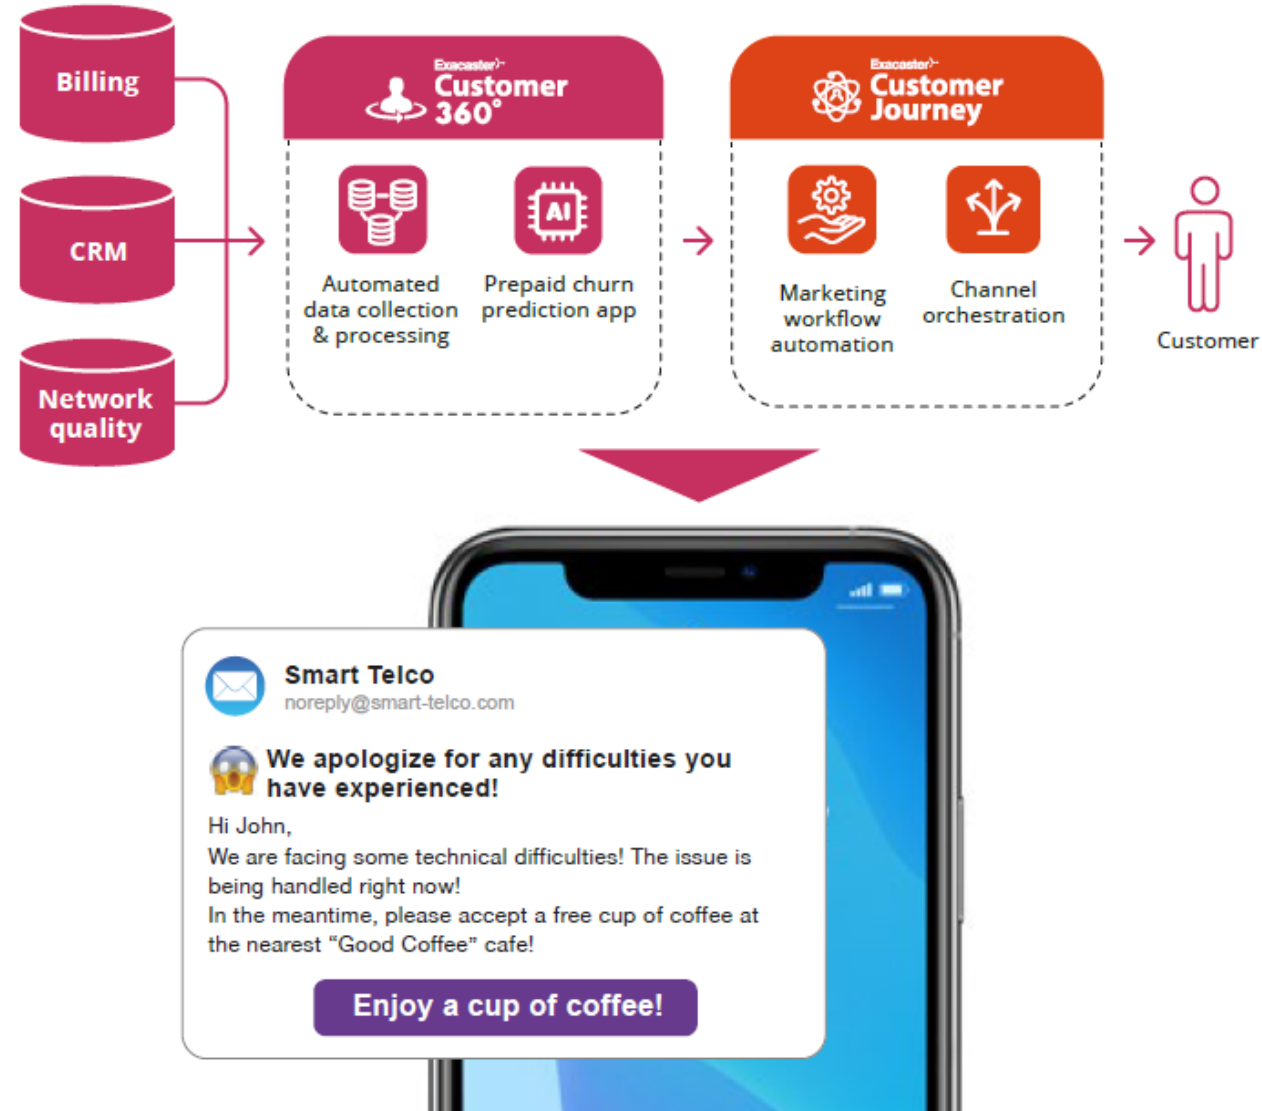 Billing
CRM
Network
quality
Exacaster
Customer
360°
Automated
data collection
& processing
AI
Prepaid churn
prediction app
Exacaster
Customer
Journey
Marketing
workflow
automation
Channel
orchestration
Customer
Smart Telco
noreply@smart-telco.com
We apologize for any difficulties you
have experienced!
Hi John,
We are facing some technical difficulties! The issue is
being handled right now!
In the meantime, please accept a free cup of coffee at
the nearest “Good Coffee” cafe!
Enjoy a cup of coffee!